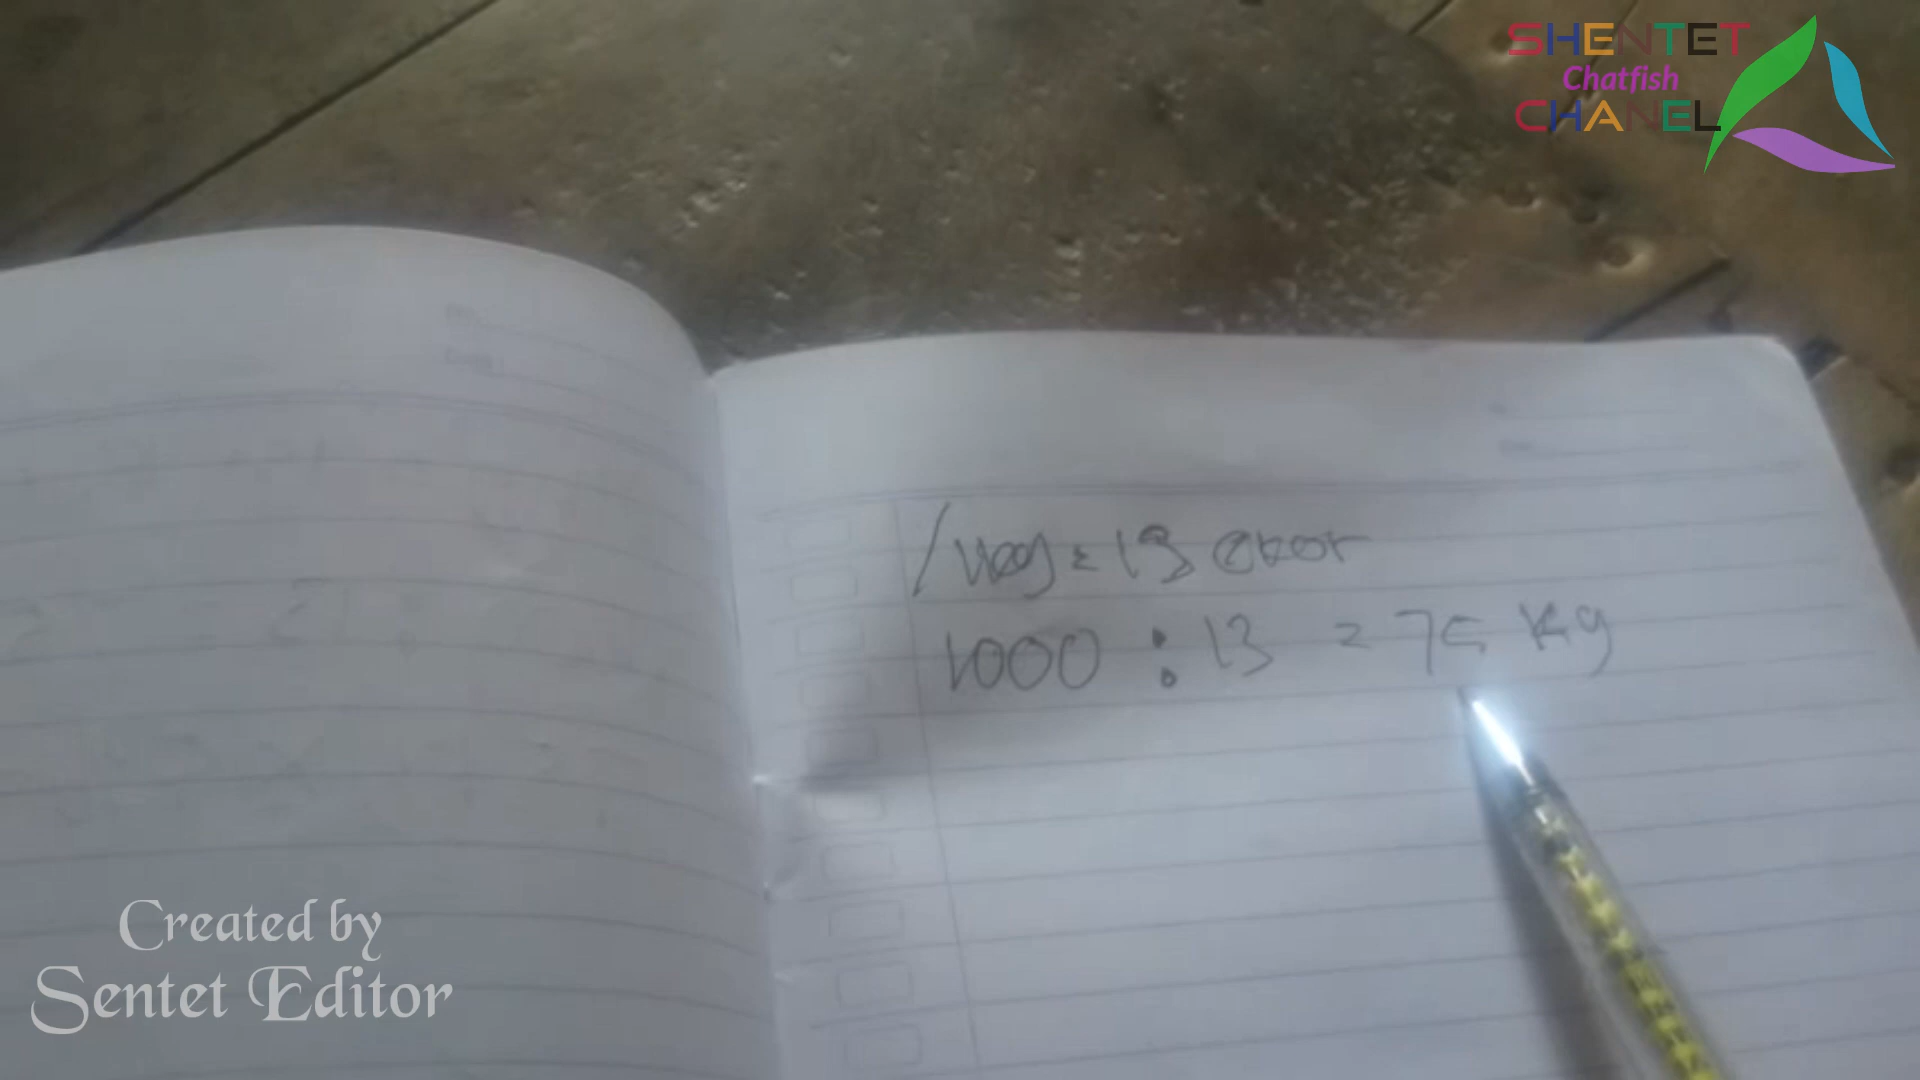 SHENTET
Chatfish
CHANEL
/1kg = 13 ekor
1000 : 13 = 75 kg
Created by
Sentet Editor